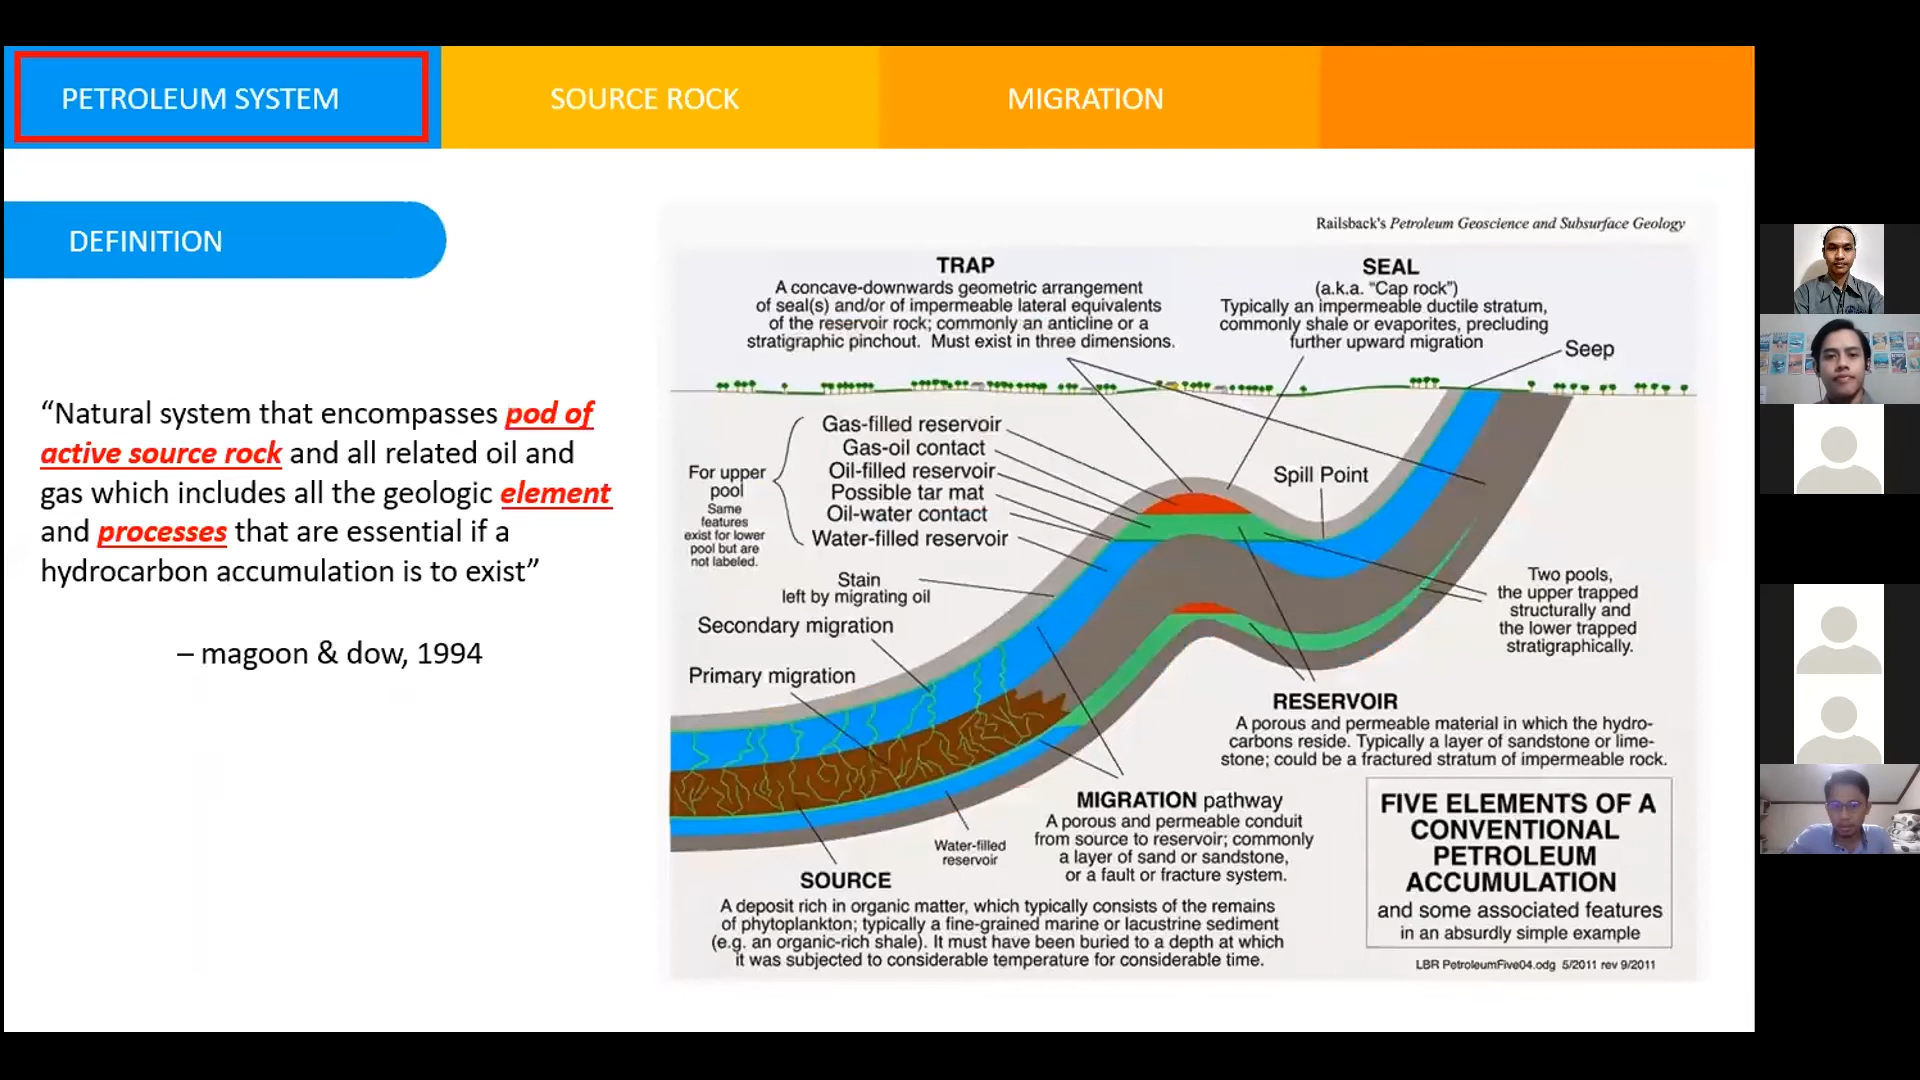 PETROLEUM SYSTEM
SOURCE ROCK
MIGRATION
DEFINITION
“Natural system that encompasses pod of
active source rock and all related oil and
gas which includes all the geologic element
and processes that are essential if a
hydrocarbon accumulation is to exist”
– magoon & dow, 1994
Railsback's Petroleum Geoscience and Subsurface Geology
TRAP
A concave-downwards geometric arrangement
of seal(s) and/or of impermeable lateral equivalents
of the reservoir rock; commonly an anticline or a
stratigraphic pinchout. Must exist in three dimensions.
SEAL
(a.k.a. “Cap rock”)
Typically an impermeable ductile stratum,
commonly shale or evaporites, precluding
further upward migration
Seep
For upper
pool
Same
features
exist for lower
pool but are
not labeled.
Gas-filled reservoir
Gas-oil contact
Oil-filled reservoir
Possible tar mat
Oil-water contact
Water-filled reservoir
Spill Point
Stain
left by migrating oil
Secondary migration
Primary migration
Two pools,
the upper trapped
structurally and
the lower trapped
stratigraphically.
RESERVOIR
A porous and permeable material in which the hydro-
carbons reside. Typically a layer of sandstone or lime-
stone; could be a fractured stratum of impermeable rock.
MIGRATION pathway
A porous and permeable conduit
from source to reservoir; commonly
a layer of sand or sandstone,
or a fault or fracture system.
Water-filled
reservoir
SOURCE
A deposit rich in organic matter, which typically consists of the remains
of phytoplankton; typically a fine-grained marine or lacustrine sediment
(e.g. an organic-rich shale). It must have been buried to a depth at which
it was subjected to considerable temperature for considerable time.
FIVE ELEMENTS OF A
CONVENTIONAL
PETROLEUM
ACCUMULATION
and some associated features
in an absurdly simple example
LBR PetroleumFive04.odg 5/2011 rev 9/2011